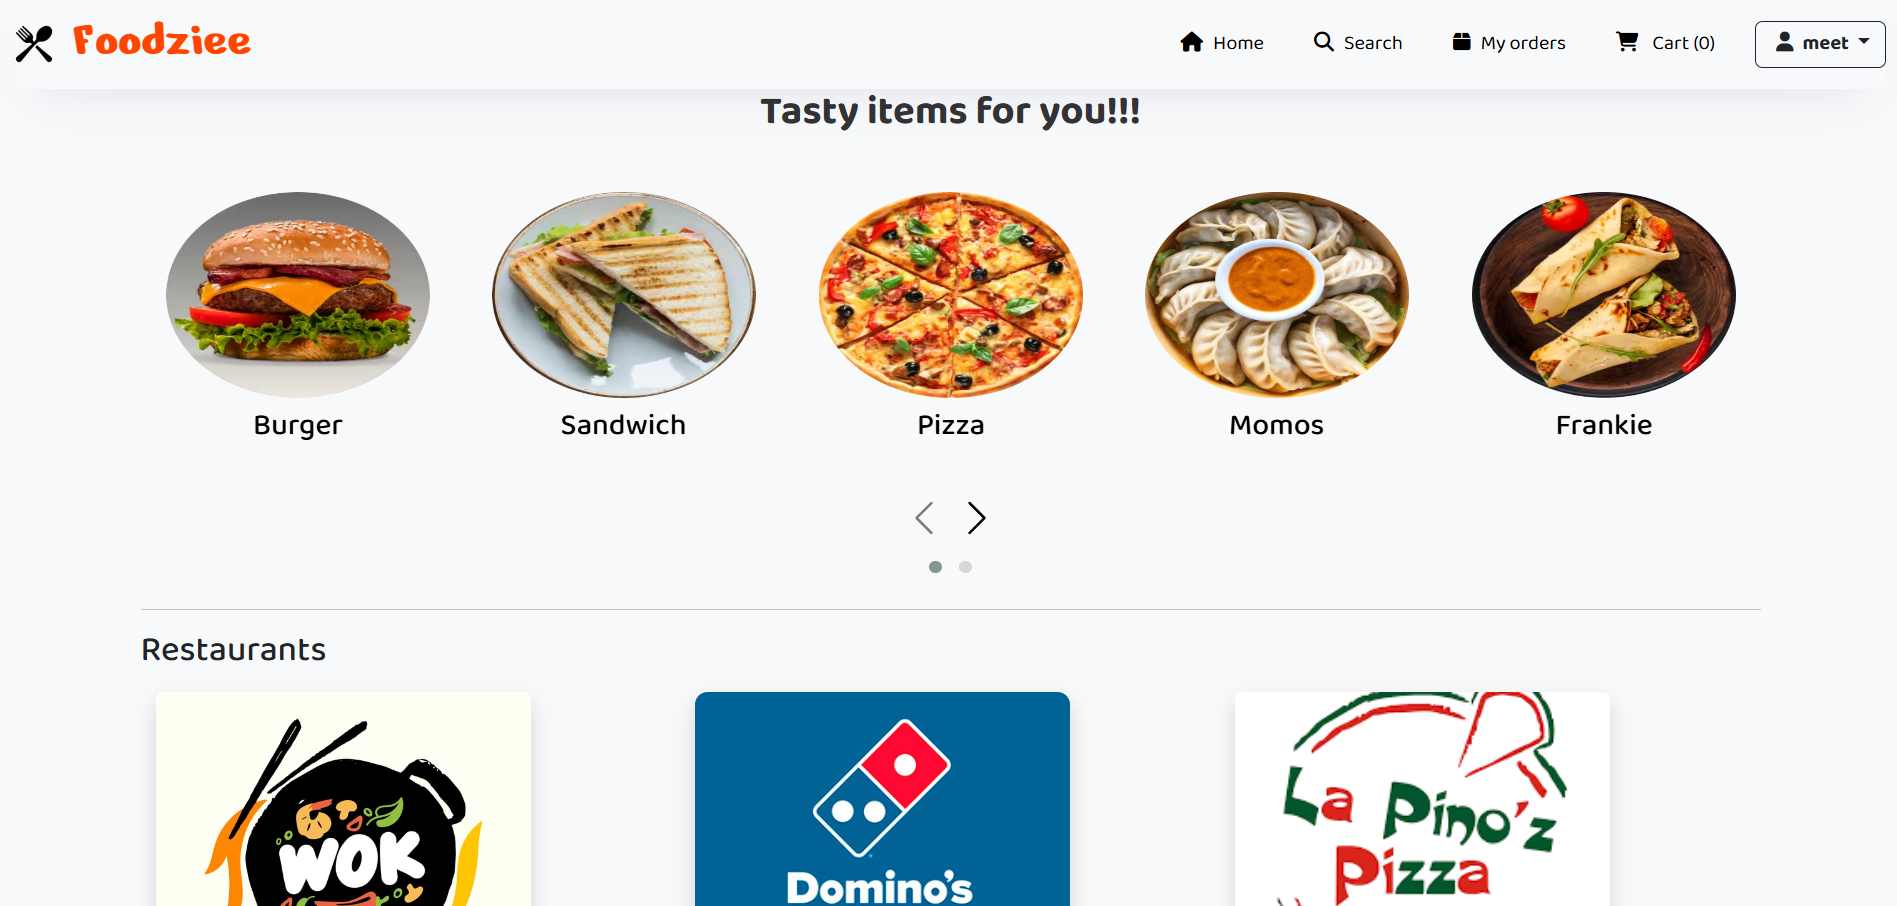 Foodziee
Home
Search
My orders
Cart (0)
meet
Tasty items for you!!!
Burger
Sandwich
Pizza
Momos
Frankie
Restaurants
WOK
Domino's
La Pino'z
Pizza